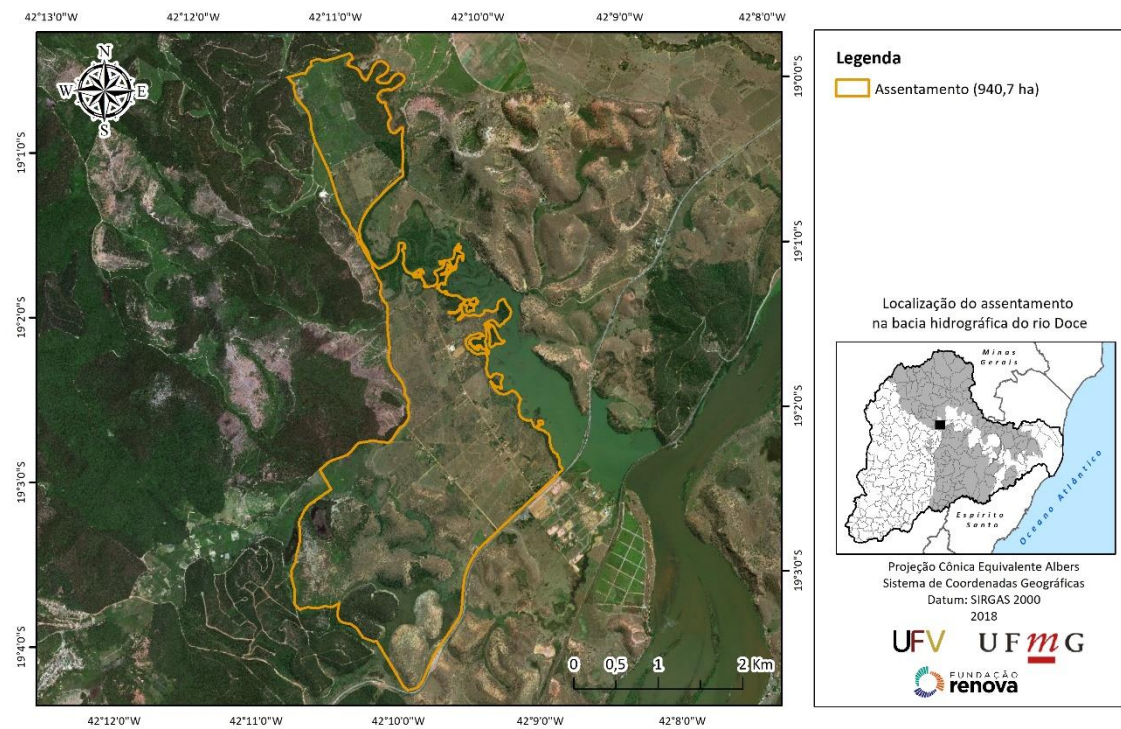 42°13'0"W 42°11'0"W 42°10'0"W 42°9'0"W 42°8'0"W
N
W E
S
19°1'0"S
19°2'0"S
19°3'0"S
19°4'0"S
19°0'0"S
19°1'0"S
19°2'0"S
19°3'0"S
0 0,5 1 2 Km
42°12'0"W 42°11'0"W 42°10'0"W 42°9'0"W 42°8'0"W
Legenda
Assentamento (940,7 ha)
Localização do assentamento
na bacia hidrográfica do rio Doce
Minas
Gerais
Espírito
Santo
Oceano Atlântico
Projeção Cônica Equivalente Albers
Sistema de Coordenadas Geográficas
Datum: SIRGAS 2000
2018
UFV UFmG
FUNDAÇÃO
renova